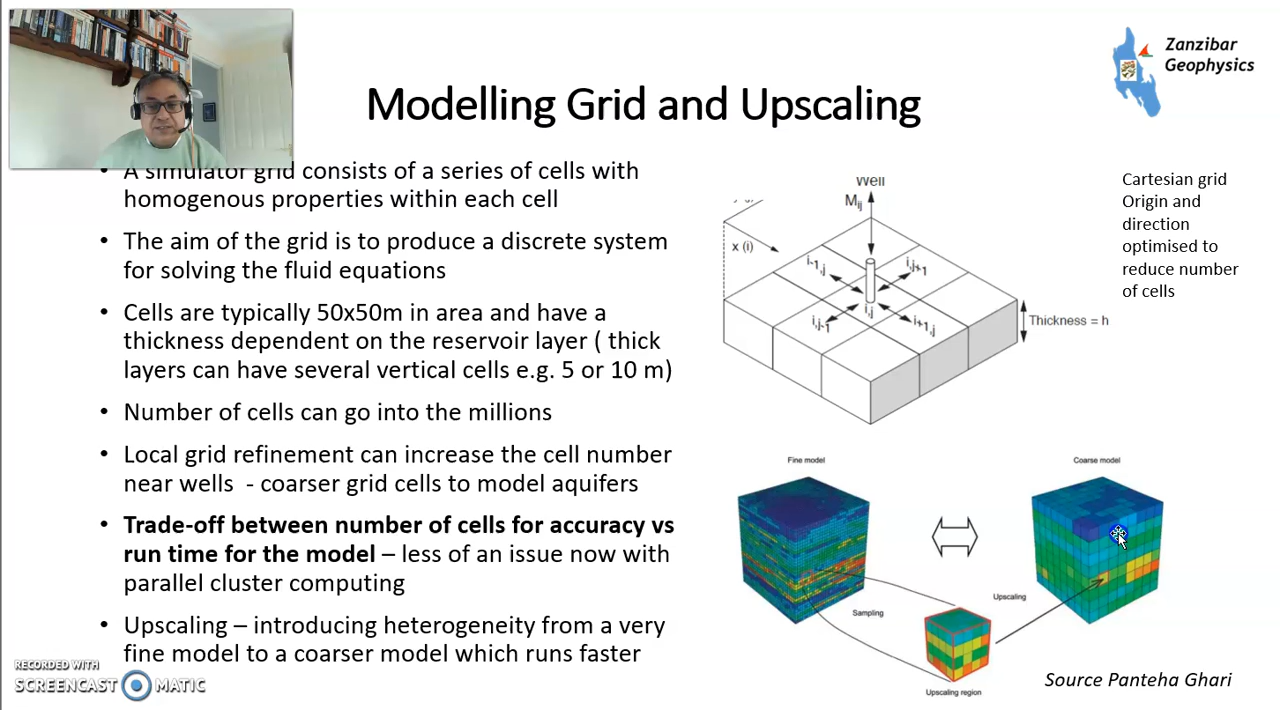 Zanzibar
Geophysics
Modelling Grid and Upscaling
• A simulator grid consists of a series of cells with
homogenous properties within each cell
• The aim of the grid is to produce a discrete system
for solving the fluid equations
• Cells are typically 50x50m in area and have a
thickness dependent on the reservoir layer ( thick
layers can have several vertical cells e.g. 5 or 10 m)
• Number of cells can go into the millions
• Local grid refinement can increase the cell number
near wells - coarser grid cells to model aquifers
• Trade-off between number of cells for accuracy vs
run time for the model – less of an issue now with
parallel cluster computing
• Upscaling – introducing heterogeneity from a very
fine model to a coarser model which runs faster
Well
Mij
x (i)
i-1,j
i,j+1
i,j-1
i,j
i+1,j
Thickness = h
Cartesian grid
Origin and
direction
optimised to
reduce number
of cells
Fine model
Coarse model
Sampling
Upscaling
Upscaling region
Source Panteha Ghari
RECORDED WITH
SCREENCAST MATIC